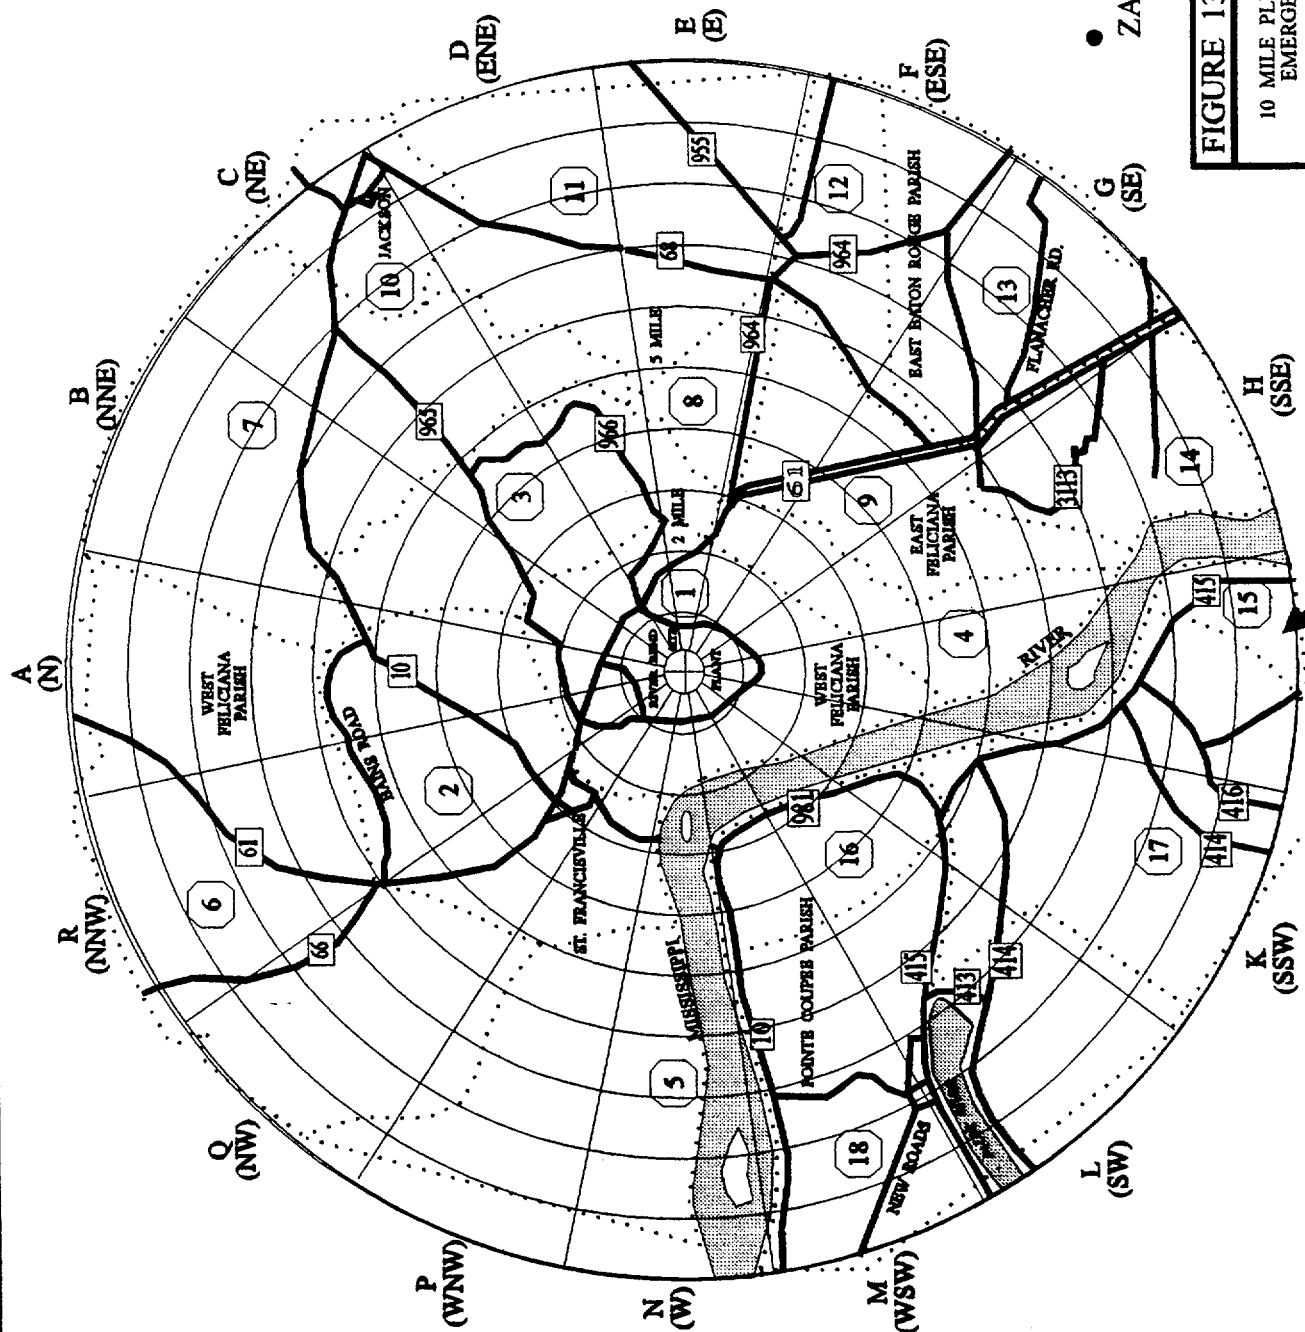 A
(N)
B
(NNE)
C
(NE)
D
(ENE)
E
(E)
F
(ESE)
G
(SE)
H
(SSE)
K
(SSW)
L
(SW)
M
(WSW)
N
(W)
P
(WNW)
Q
(NW)
R
(NNW)
ZA
FIGURE 13
10 MILE PL
EMERGE
WEST
FELICIANA
PARISH
HAINS ROAD
61
66
10
6
2
7
3
10
JACKSON
965
966
11
955
68
5 MILE
8
964
2 MILE
1
RIVER BEND
PLANT
ST. FRANCISVILLE
12
964
EAST BATON ROUGE PARISH
13
FLANACHER RD.
61
9
EAST
FELICIANA
PARISH
3113
14
4
WEST
FELICIANA
PARISH
RIVER
415
15
416
414
17
981
16
MISSISSIPPI
5
10
POINTE COUPEE PARISH
415
413
414
18
NEW ROADS